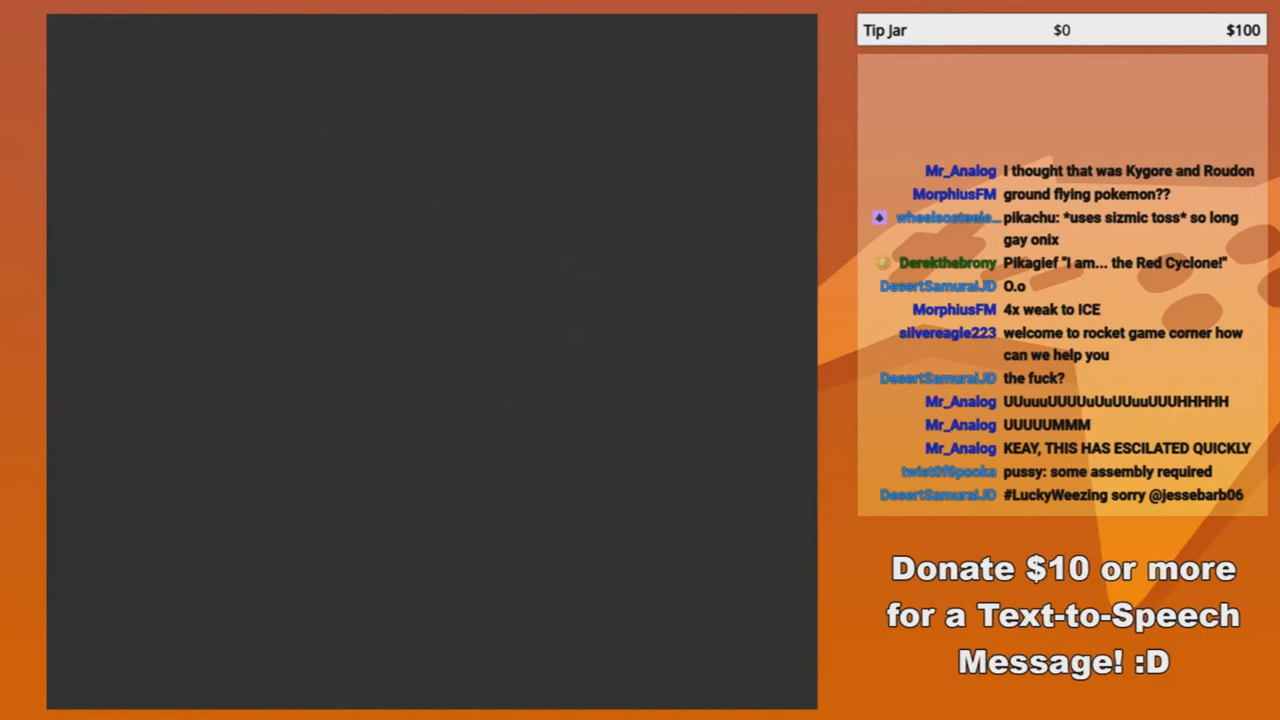 Tip Jar $0 $100
Mr_Analog I thought that was Kygore and Roudon
MorphiusFM ground flying pokemon??
wheelsosteele... pikachu: *uses sizmic toss* so long
gay onix
Derekthebrony Pikagief "I am... the Red Cyclone!"
DesertSamuraiJD O.o
MorphiusFM 4x weak to ICE
silvereagle223 welcome to rocket game corner how
can we help you
DesertSamuraiJD the fuck?
Mr_Analog UUuuuUUUUuUuUUuuUUUHHHHH
Mr_Analog UUUUUMMM
Mr_Analog KEAY, THIS HAS ESCILATED QUICKLY
twist0fSpooka pussy: some assembly required
DesertSamuraiJD #LuckyWeezing sorry @jessebarb06
Donate $10 or more
for a Text-to-Speech
Message! :D